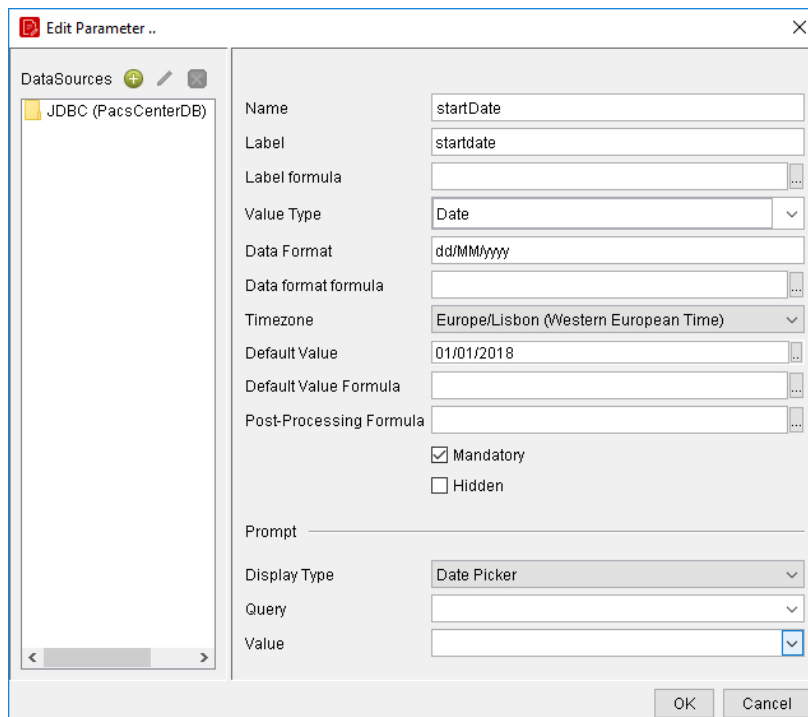 Edit Parameter ..
DataSources
JDBC (PacsCenterDB)
Name startDate
Label startdate
Label formula ...
Value Type Date
Data Format dd/MM/yyyy
Data format formula ...
Timezone Europe/Lisbon (Western European Time)
Default Value 01/01/2018 ..
Default Value Formula ...
Post-Processing Formula ...
Mandatory
Hidden
Prompt
Display Type Date Picker
Query
Value
OK Cancel